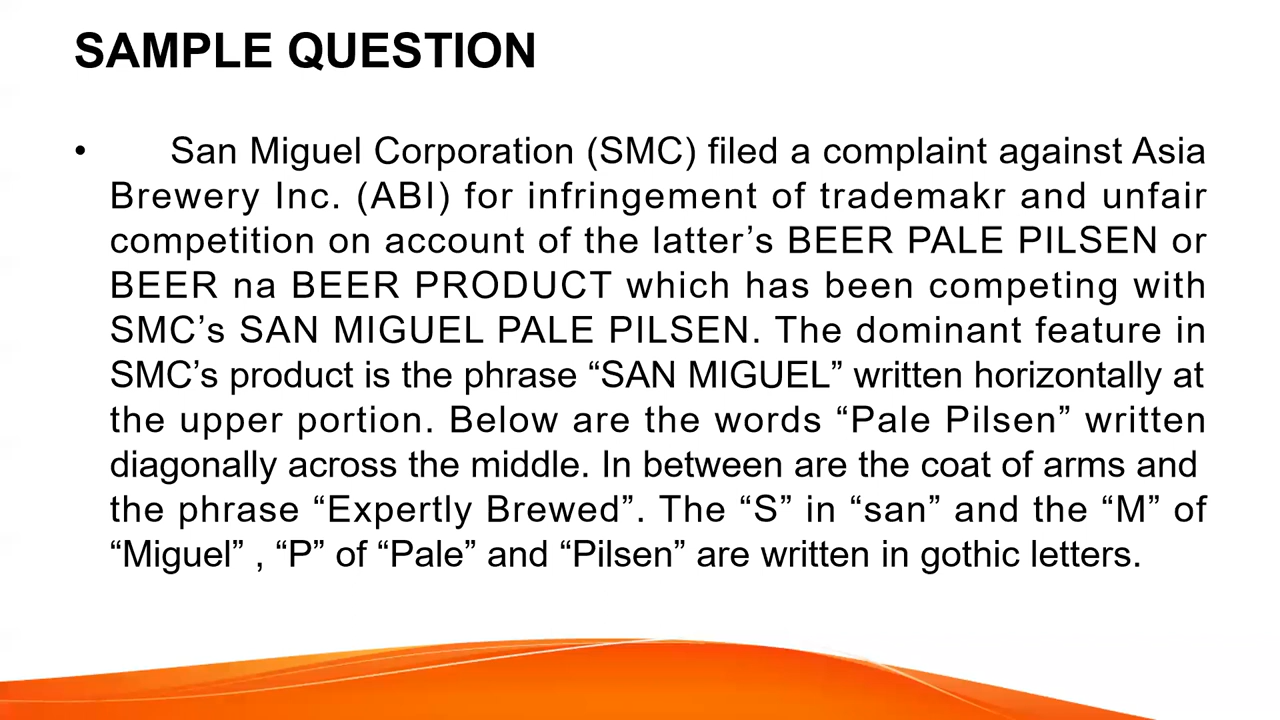 SAMPLE QUESTION
• San Miguel Corporation (SMC) filed a complaint against Asia
Brewery Inc. (ABI) for infringement of trademakr and unfair
competition on account of the latter’s BEER PALE PILSEN or
BEER na BEER PRODUCT which has been competing with
SMC’s SAN MIGUEL PALE PILSEN. The dominant feature in
SMC’s product is the phrase “SAN MIGUEL” written horizontally at
the upper portion. Below are the words “Pale Pilsen” written
diagonally across the middle. In between are the coat of arms and
the phrase “Expertly Brewed”. The “S” in “san” and the “M” of
“Miguel” , “P” of “Pale” and “Pilsen” are written in gothic letters.